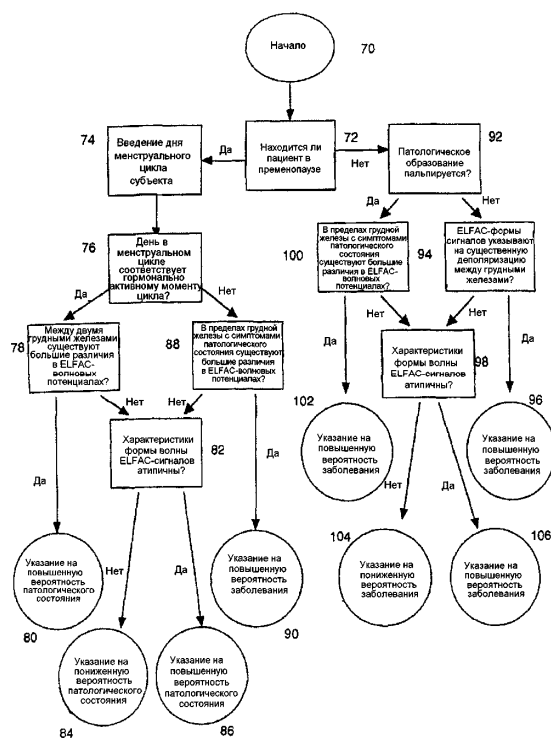 Начало
70
74
Введение дня
менструального
цикла
субъекта
Да
Находится ли
пациент в
пременопаузе
72
Нет
92
Патологическое
образование
пальпируется?
Да
Нет
76
День в
менструальном
цикле
соответствует
гормонально
активному моменту
цикла?
Да
Нет
100
В пределах грудной
железы с симптомами
патологического
состояния
существуют большие
различия в ELFAC-
волновых
потенциалах?
94
ELFAC-формы
сигналов указывают
на существенную
деполяризацию
между грудными
железами?
78
Между двумя
грудными железами
существуют
большие различия
в ELFAC-
волновых
потенциалах?
88
В пределах грудной
железы с симптомами
патологического
состояния существуют
большие различия
в ELFAC-волновых
потенциалах?
Да
Нет
Нет
Да
Характеристики
формы волны
ELFAC-сигналов
атипичны?
98
Нет
Нет
Характеристики
формы волны
ELFAC-сигналов
атипичны?
82
102
Указание на
повышенную
вероятность
заболевания
96
Указание на
повышенную
вероятность
заболевания
Да
Да
Нет
Да
Указание на
повышенную
вероятность
патологического
состояния
80
Нет
Да
Указание на
повышенную
вероятность
заболевания
90
104
Указание на
пониженную
вероятность
заболевания
106
Указание на
повышенную
вероятность
заболевания
Указание на
пониженную
вероятность
патологического
состояния
84
Указание на
повышенную
вероятность
патологического
состояния
86